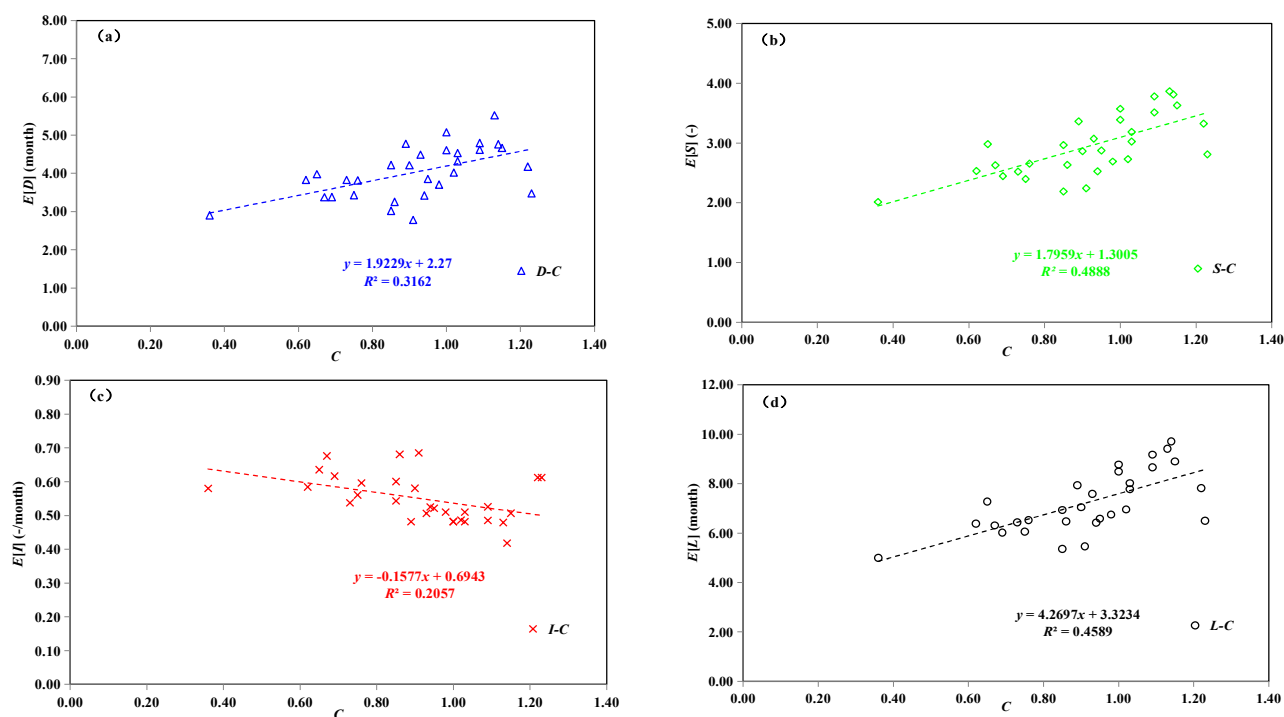 （a）
E[D] (month)
8.00
7.00
6.00
5.00
4.00
3.00
2.00
1.00
0.00
y = 1.9229x + 2.27
R² = 0.3162
D-C
0.00 0.20 0.40 0.60 0.80 1.00 1.20 1.40
C
（b）
E[S] (-)
5.00
4.00
3.00
2.00
1.00
0.00
y = 1.7959x + 1.3005
R² = 0.4888
S-C
0.00 0.20 0.40 0.60 0.80 1.00 1.20 1.40
C
（c）
E[I] (-/month)
0.90
0.80
0.70
0.60
0.50
0.40
0.30
0.20
0.10
0.00
y = -0.1577x + 0.6943
R² = 0.2057
I-C
0.00 0.20 0.40 0.60 0.80 1.00 1.20 1.40
C
（d）
E[L] (month)
12.00
10.00
8.00
6.00
4.00
2.00
0.00
y = 4.2697x + 3.3234
R² = 0.4589
L-C
0.00 0.20 0.40 0.60 0.80 1.00 1.20 1.40
C